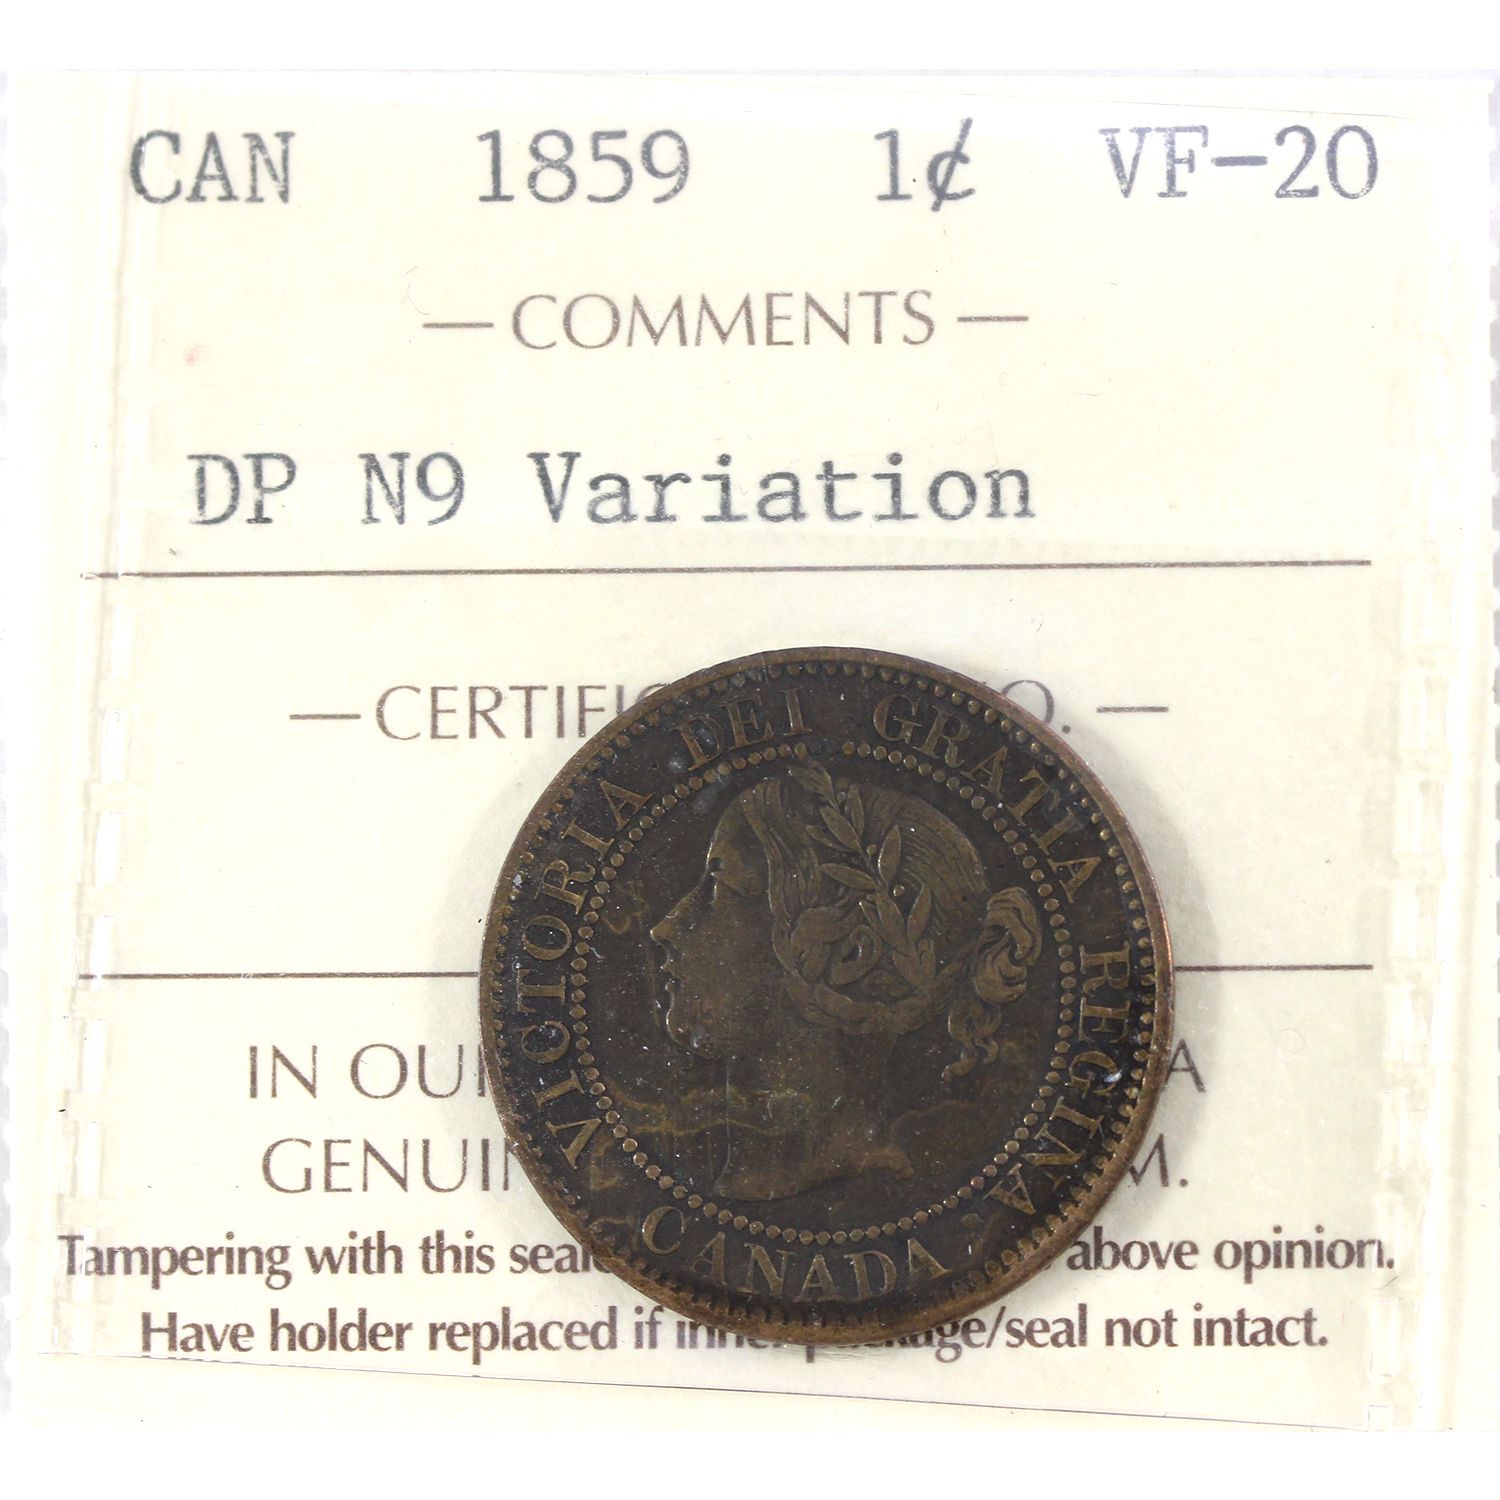 CAN 1859 1¢ VF-20
— COMMENTS —
DP N9 Variation
— CERTIFI O. —
VICTORIA DEI GRATIA REGINA
CANADA
IN OU A
GENUIN M.
Tampering with this seal above opinion.
Have holder replaced if inner package/seal not intact.